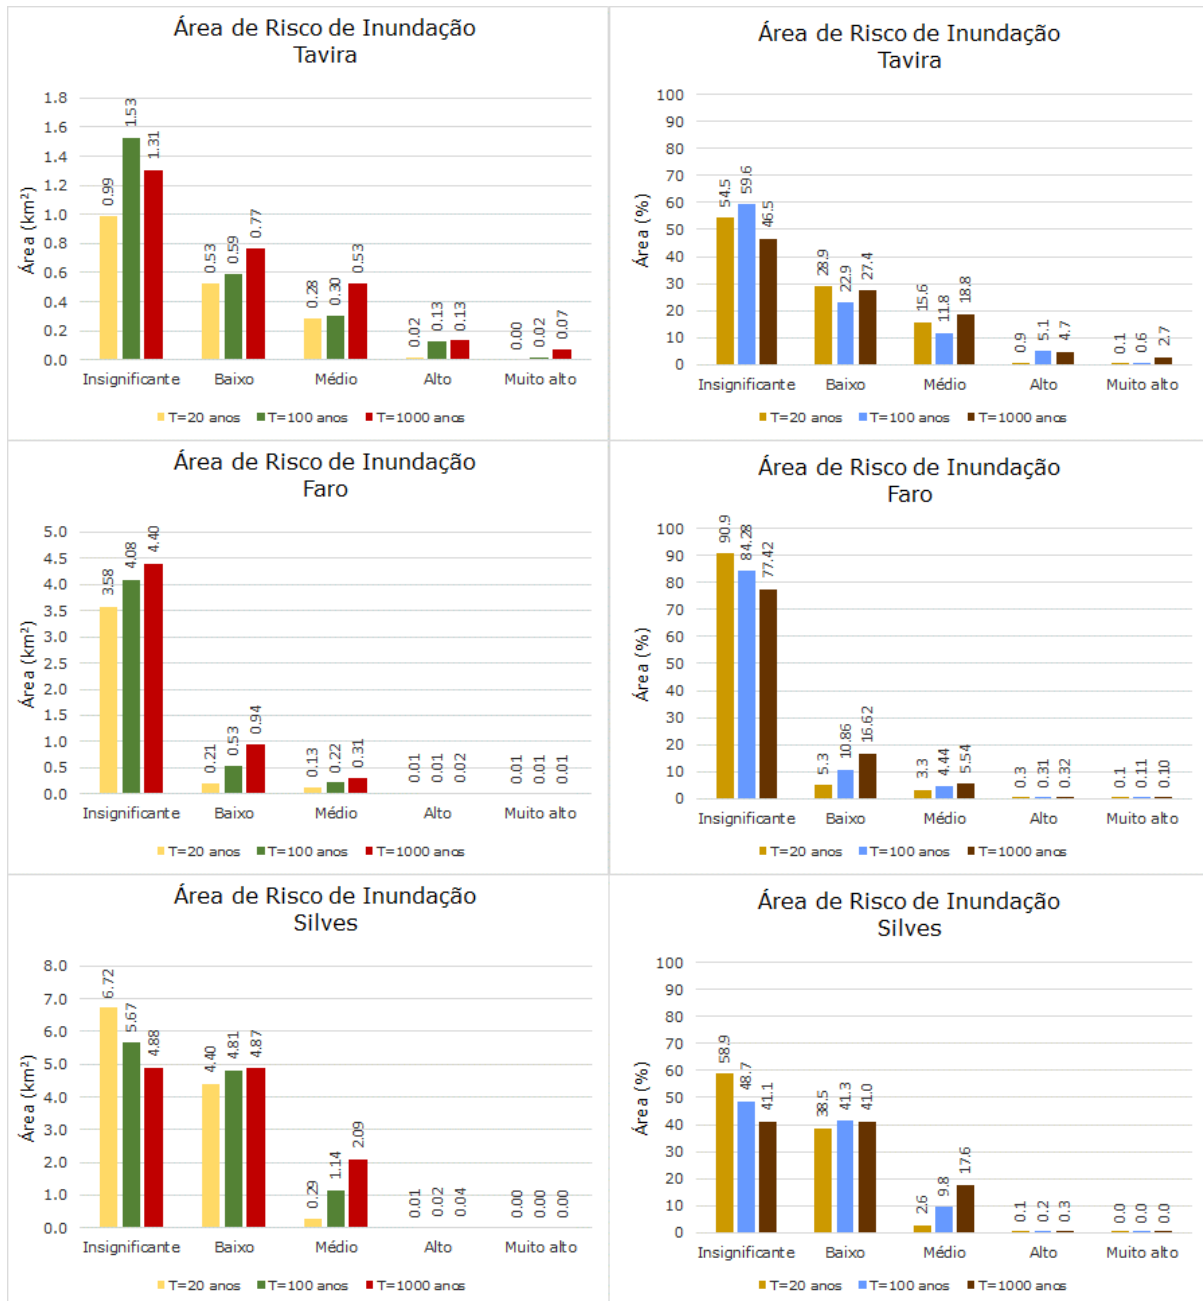 Área de Risco de Inundação
Tavira
Área (km²)
1.8
1.6
1.4
1.2
1.0
0.8
0.6
0.4
0.2
0.0
0.99 1.53 1.31
0.53 0.59 0.77
0.28 0.30 0.53
0.02 0.13 0.13
0.00 0.02 0.07
Insignificante Baixo Médio Alto Muito alto
T=20 anos T=100 anos T=1000 anos
Área de Risco de Inundação
Tavira
Área (%)
100
90
80
70
60
50
40
30
20
10
0
54.5 59.6 46.5
28.9 22.9 27.4
15.6 11.8 18.8
0.9 5.1 4.7
0.1 0.6 2.7
Insignificante Baixo Médio Alto Muito alto
T=20 anos T=100 anos T=1000 anos
Área de Risco de Inundação
Faro
Área (km²)
5.0
4.5
4.0
3.5
3.0
2.5
2.0
1.5
1.0
0.5
0.0
3.58 4.08 4.40
0.21 0.53 0.94
0.13 0.22 0.31
0.01 0.01 0.02
0.01 0.01 0.01
Insignificante Baixo Médio Alto Muito alto
T=20 anos T=100 anos T=1000 anos
Área de Risco de Inundação
Faro
Área (%)
100
90
80
70
60
50
40
30
20
10
0
90.9 84.28 77.42
5.3 10.86 16.62
3.3 4.44 5.54
0.3 0.31 0.32
0.1 0.11 0.10
Insignificante Baixo Médio Alto Muito alto
T=20 anos T=100 anos T=1000 anos
Área de Risco de Inundação
Silves
Área (km²)
8.0
7.0
6.0
5.0
4.0
3.0
2.0
1.0
0.0
6.72 5.67 4.88
4.40 4.81 4.87
0.29 1.14 2.09
0.01 0.02 0.04
0.00 0.00 0.00
Insignificante Baixo Médio Alto Muito alto
T=20 anos T=100 anos T=1000 anos
Área de Risco de Inundação
Silves
Área (%)
100
90
80
70
60
50
40
30
20
10
0
58.9 48.7 41.1
38.5 41.3 41.0
2.6 9.8 17.6
0.1 0.2 0.3
0.0 0.0 0.0
Insignificante Baixo Médio Alto Muito alto
T=20 anos T=100 anos T=1000 anos